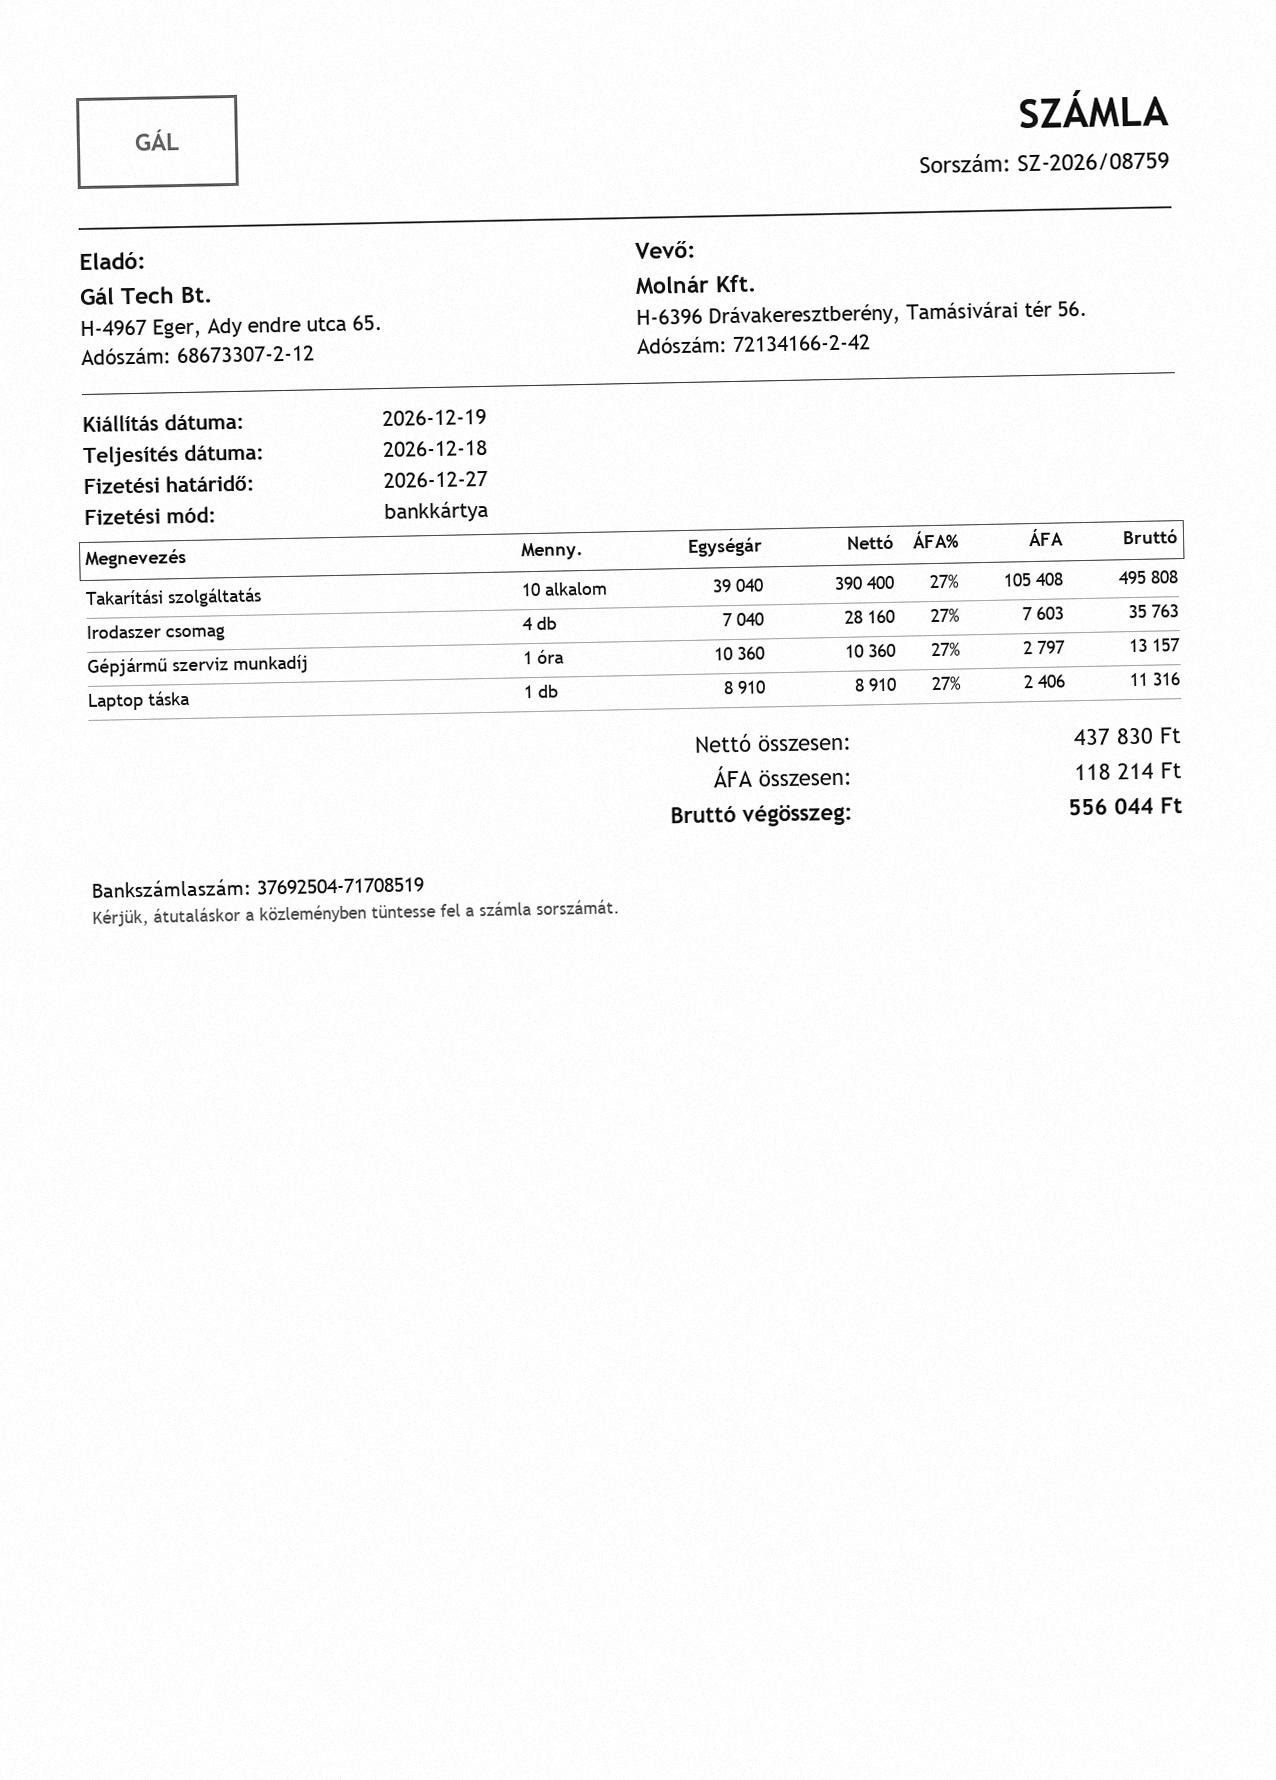 GÁL
SZÁMLA
Sorszám: SZ-2026/08759
Eladó:
Gál Tech Bt.
H-4967 Eger, Ady endre utca 65.
Adószám: 68673307-2-12
Vevő:
Molnár Kft.
H-6396 Drávakeresztberény, Tamásivárai tér 56.
Adószám: 72134166-2-42
Kiállítás dátuma: 2026-12-19
Teljesítés dátuma: 2026-12-18
Fizetési határidő: 2026-12-27
Fizetési mód: bankkártya
Megnevezés Menny. Egységár Nettó ÁFA% ÁFA Bruttó
Takarítási szolgáltatás 10 alkalom 39 040 390 400 27% 105 408 495 808
Irodaszer csomag 4 db 7 040 28 160 27% 7 603 35 763
Gépjármű szerviz munkadíj 1 óra 10 360 10 360 27% 2 797 13 157
Laptop táska 1 db 8 910 8 910 27% 2 406 11 316
Nettó összesen: 437 830 Ft
ÁFA összesen: 118 214 Ft
Bruttó végösszeg: 556 044 Ft
Bankszámlaszám: 37692504-71708519
Kérjük, átutaláskor a közleményben tüntesse fel a számla sorszámát.